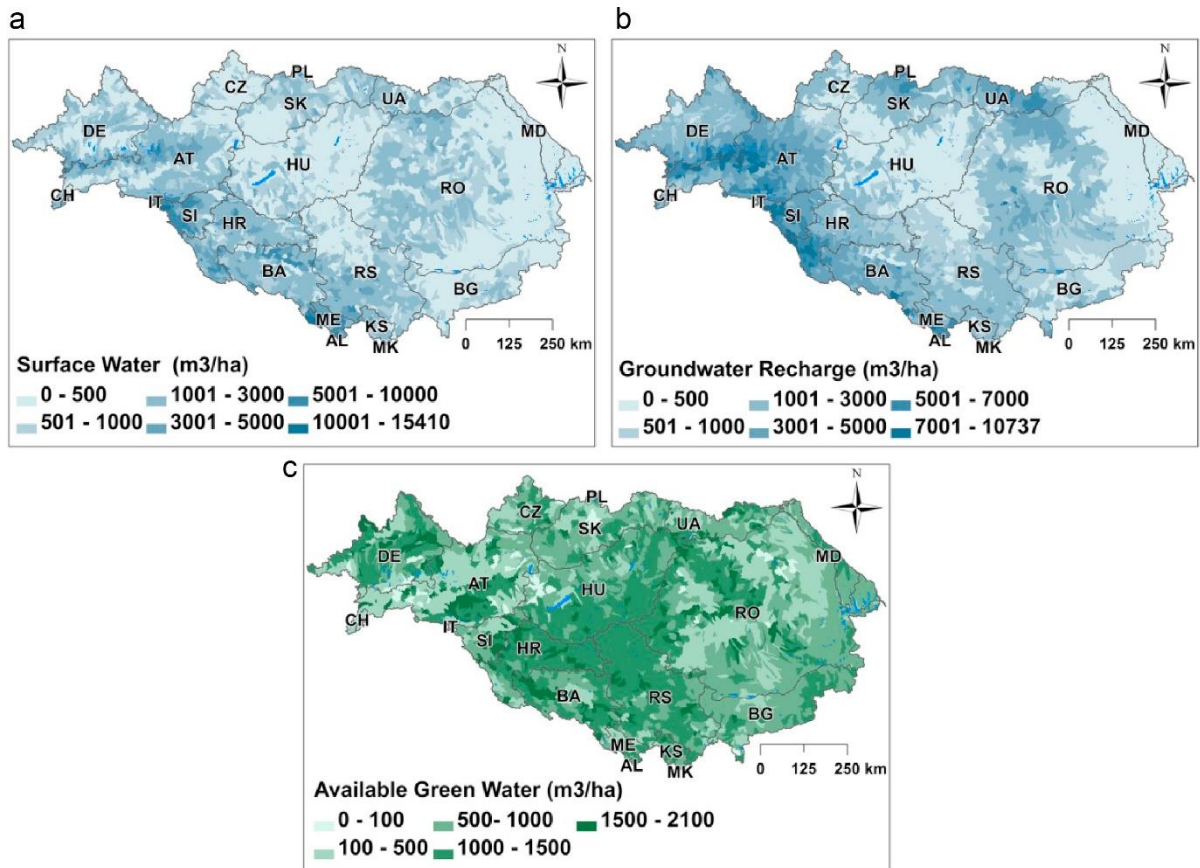 a
N
PL
CZ
SK
UA
DE
MD
AT
HU
RO
CH
IT
SI
HR
BA
RS
BG
ME
KS
AL
MK
0 125 250 km
Surface Water (m3/ha)
0 - 500 1001 - 3000 5001 - 10000
501 - 1000 3001 - 5000 10001 - 15410
b
N
PL
CZ
SK
UA
DE
MD
AT
HU
RO
CH
IT
SI
HR
BA
RS
BG
ME
KS
AL
MK
0 125 250 km
Groundwater Recharge (m3/ha)
0 - 500 1001 - 3000 5001 - 7000
501 - 1000 3001 - 5000 7001 - 10737
c
N
PL
CZ
SK
UA
DE
MD
AT
HU
RO
CH
IT
SI
HR
BA
RS
BG
ME
KS
AL
MK
0 125 250 km
Available Green Water (m3/ha)
0 - 100 500- 1000 1500 - 2100
100 - 500 1000 - 1500